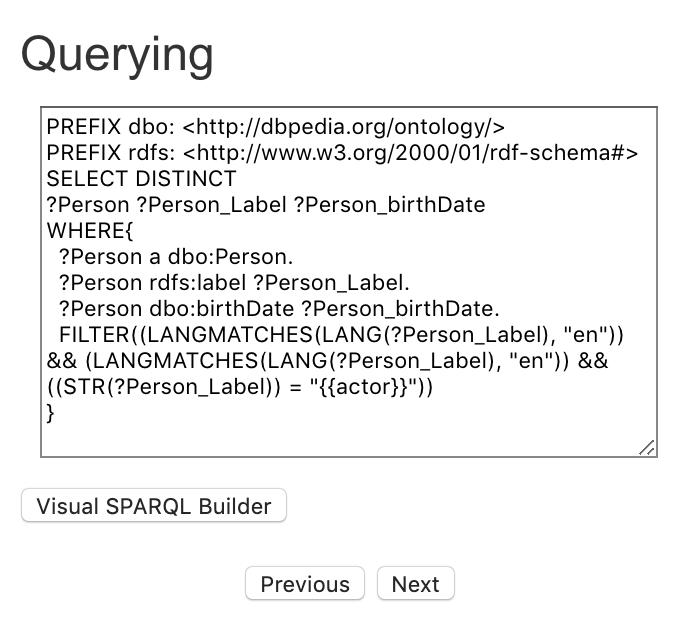 Querying
PREFIX dbo: <http://dbpedia.org/ontology/>
PREFIX rdfs: <http://www.w3.org/2000/01/rdf-schema#>
SELECT DISTINCT
?Person ?Person_Label ?Person_birthDate
WHERE{
  ?Person a dbo:Person.
  ?Person rdfs:label ?Person_Label.
  ?Person dbo:birthDate ?Person_birthDate.
  FILTER((LANGMATCHES(LANG(?Person_Label), "en"))
&& (LANGMATCHES(LANG(?Person_Label), "en")) &&
((STR(?Person_Label)) = "{{actor}}"))
}
Visual SPARQL Builder
Previous Next